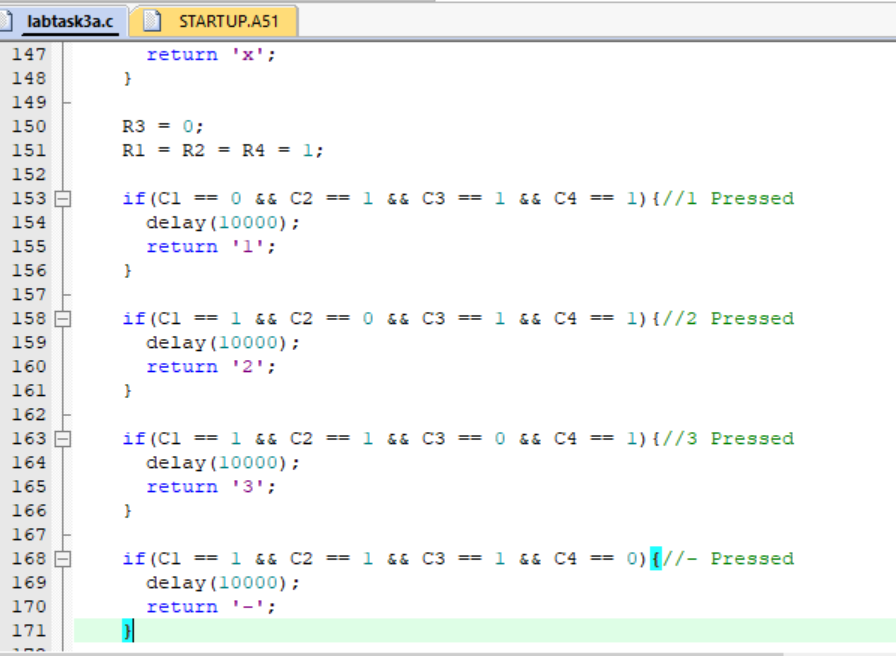 labtask3a.c STARTUP.A51
147 return 'x';
148 }
149
150 R3 = 0;
151 R1 = R2 = R4 = 1;
152
153 if(C1 == 0 && C2 == 1 && C3 == 1 && C4 == 1){//1 Pressed
154 delay(10000);
155 return '1';
156 }
157
158 if(C1 == 1 && C2 == 0 && C3 == 1 && C4 == 1){//2 Pressed
159 delay(10000);
160 return '2';
161 }
162
163 if(C1 == 1 && C2 == 1 && C3 == 0 && C4 == 1){//3 Pressed
164 delay(10000);
165 return '3';
166 }
167
168 if(C1 == 1 && C2 == 1 && C3 == 1 && C4 == 0){//- Pressed
169 delay(10000);
170 return '-';
171 }